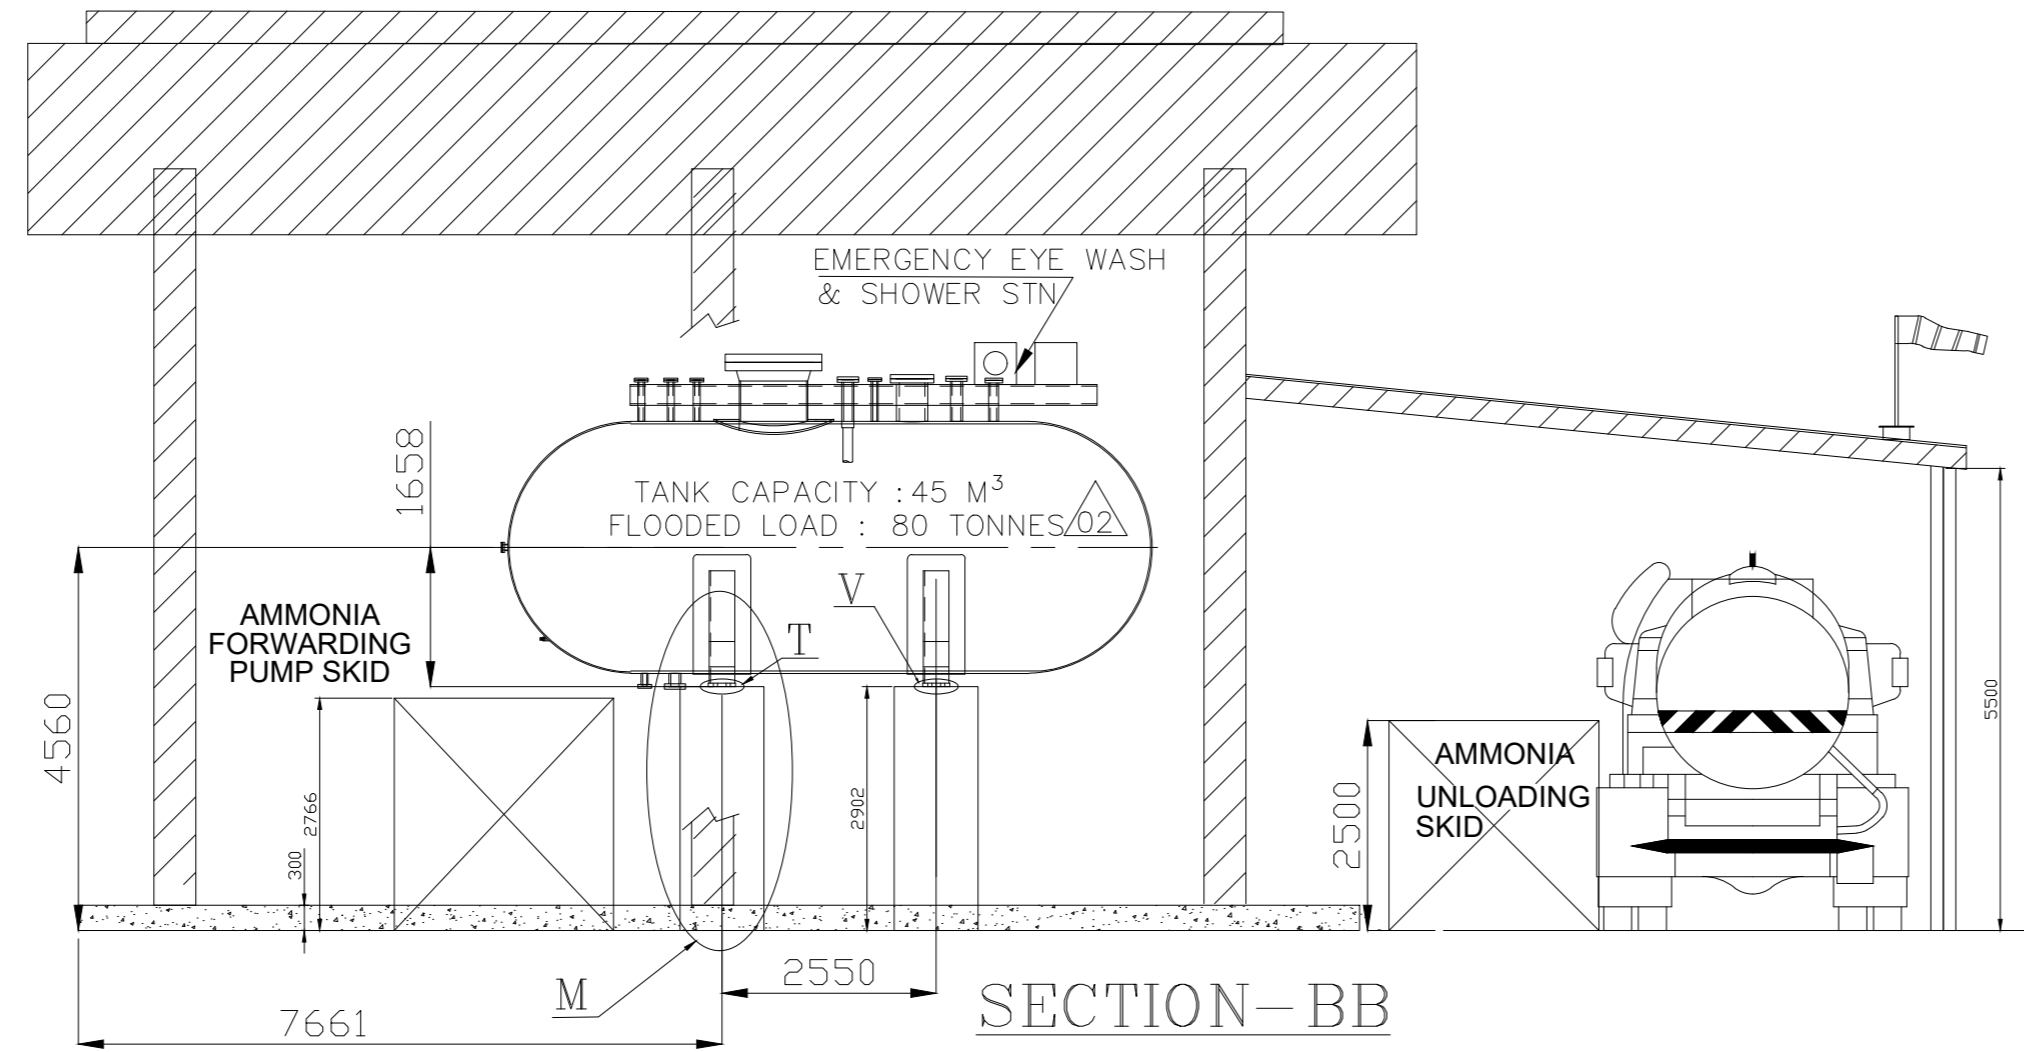 EMERGENCY EYE WASH
& SHOWER STN
1658
TANK CAPACITY :45 M³
FLOODED LOAD : 80 TONNES
02
V
T
AMMONIA
FORWARDING
PUMP SKID
4560
2766
300
2902
M
2550
7661
AMMONIA
UNLOADING
SKID
2500
5500
SECTION-BB